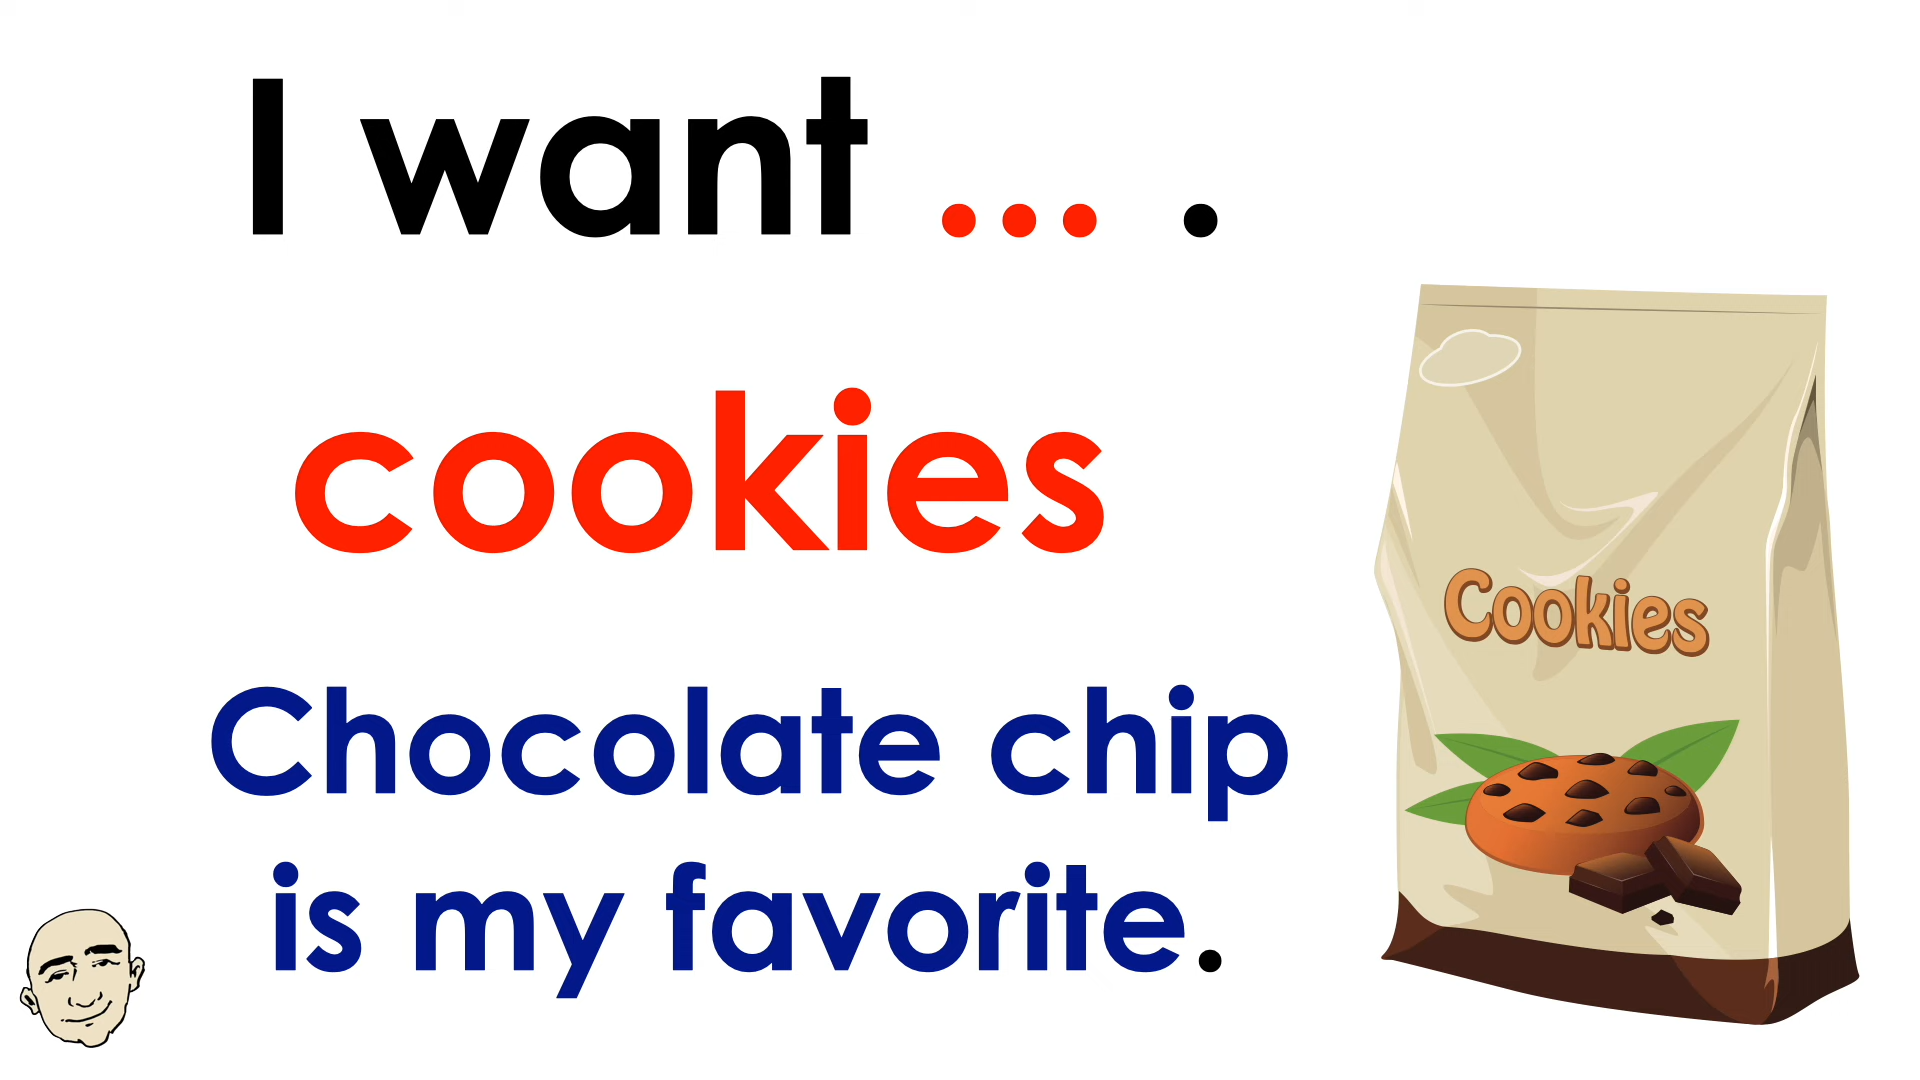 I want ... .
cookies
Cookies
Chocolate chip
is my favorite.